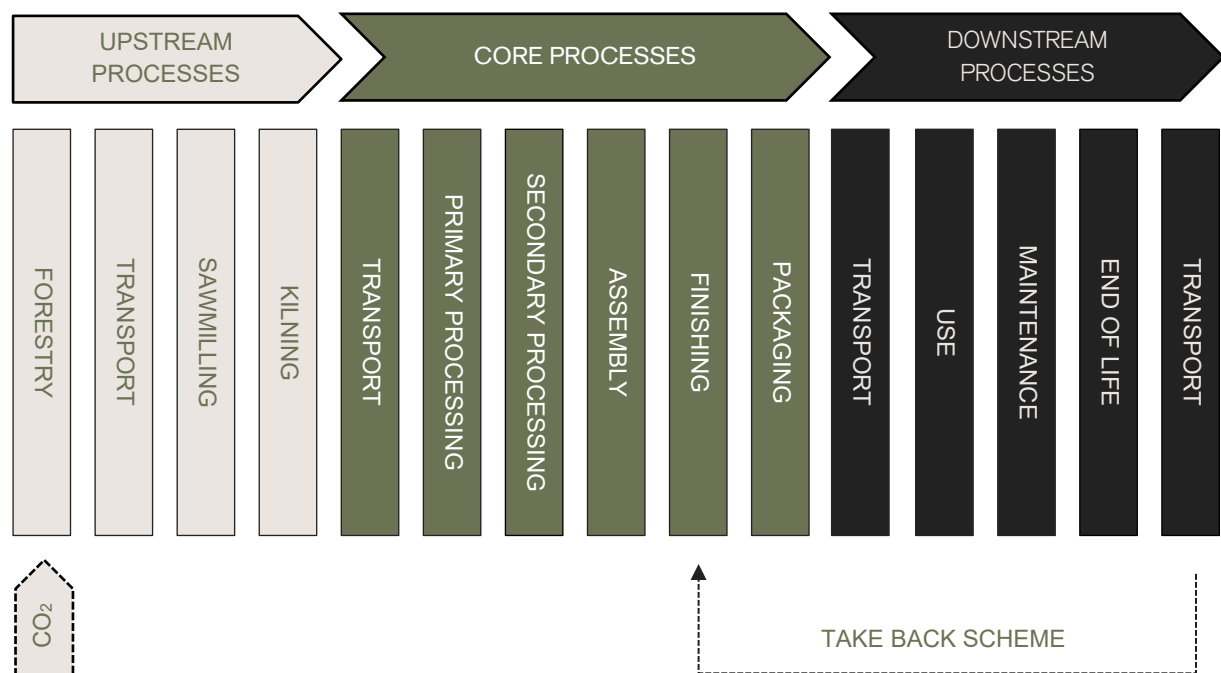 UPSTREAM
PROCESSES
CORE PROCESSES
DOWNSTREAM
PROCESSES
FORESTRY
TRANSPORT
SAWMILLING
KILNING
TRANSPORT
PRIMARY PROCESSING
SECONDARY PROCESSING
ASSEMBLY
FINISHING
PACKAGING
TRANSPORT
USE
MAINTENANCE
END OF LIFE
TRANSPORT
CO₂
TAKE BACK SCHEME